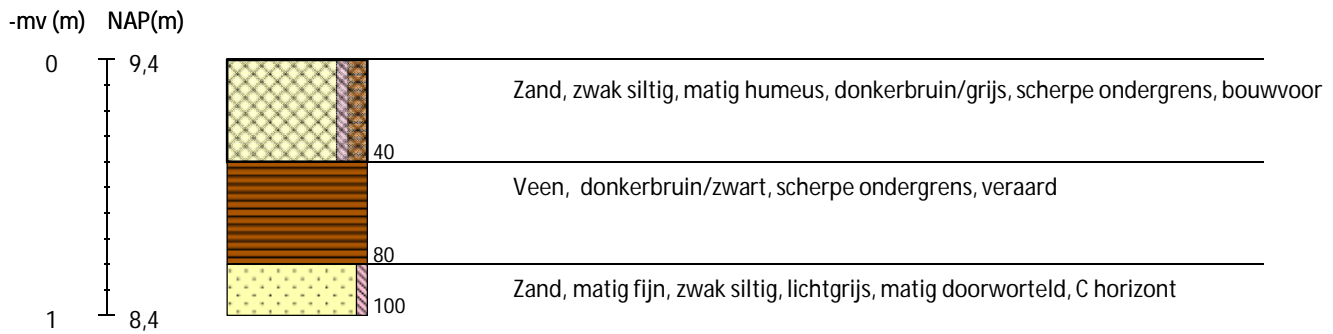 -mv (m) NAP(m)
0 9,4
Zand, zwak siltig, matig humeus, donkerbruin/grijs, scherpe ondergrens, bouwvoor
40
Veen, donkerbruin/zwart, scherpe ondergrens, veraard
80
Zand, matig fijn, zwak siltig, lichtgrijs, matig doorworteld, C horizont
100
1 8,4